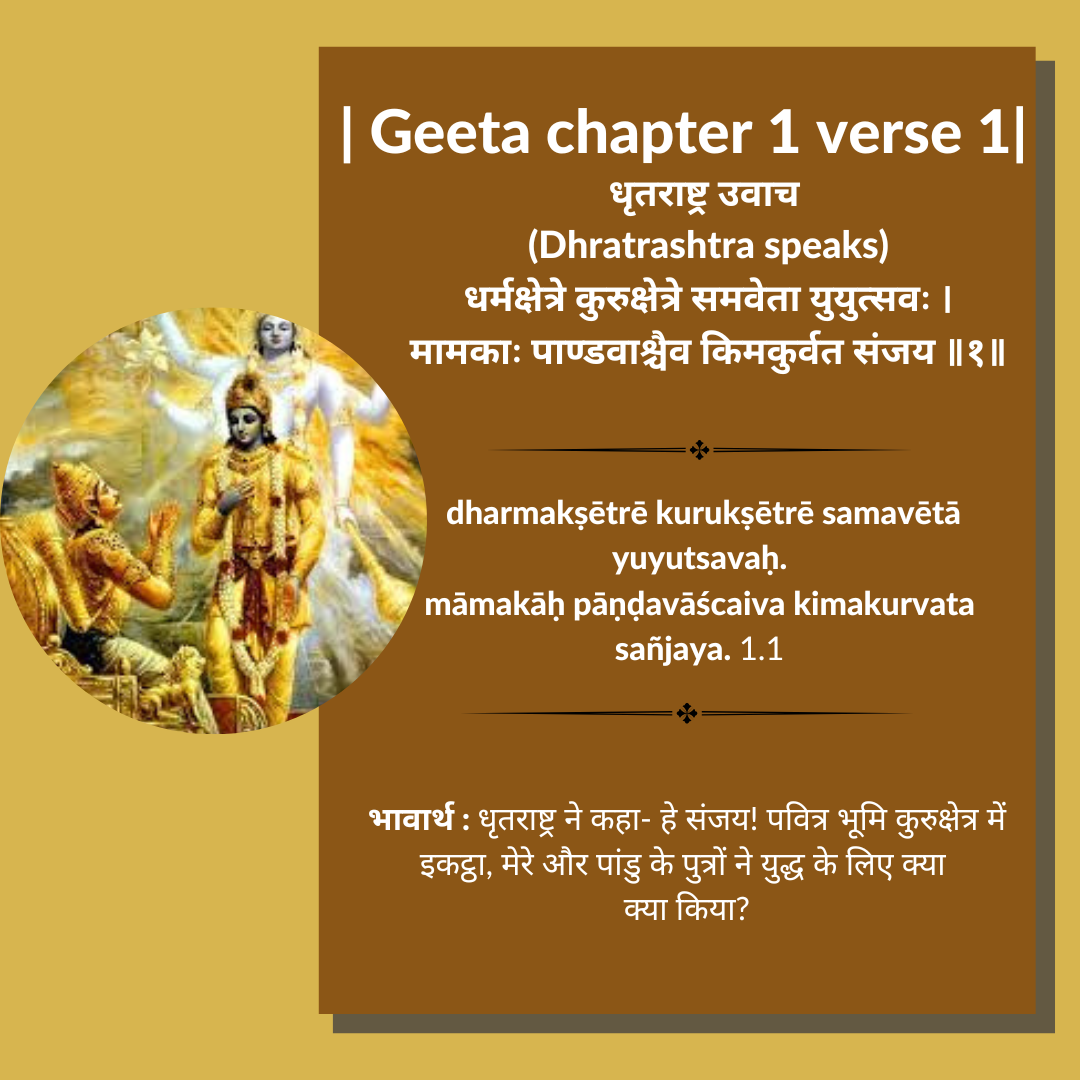 | Geeta chapter 1 verse 1|
धृतराष्ट्र उवाच
(Dhratrashtra speaks)
धर्मक्षेत्रे कुरुक्षेत्रे समवेता युयुत्सवः ।
मामकाः पाण्डवाश्चैव किमकुर्वत संजय ॥१॥
dharmakṣētrē kurukṣētrē samavētā
yuyutsavaḥ.
māmakāḥ pāṇḍavāścaiva kimakurvata
sañjaya. 1.1
भावार्थ : धृतराष्ट्र ने कहा- हे संजय! पवित्र भूमि कुरुक्षेत्र में
इकट्ठा, मेरे और पांडु के पुत्रों ने युद्ध के लिए क्या
क्या किया?